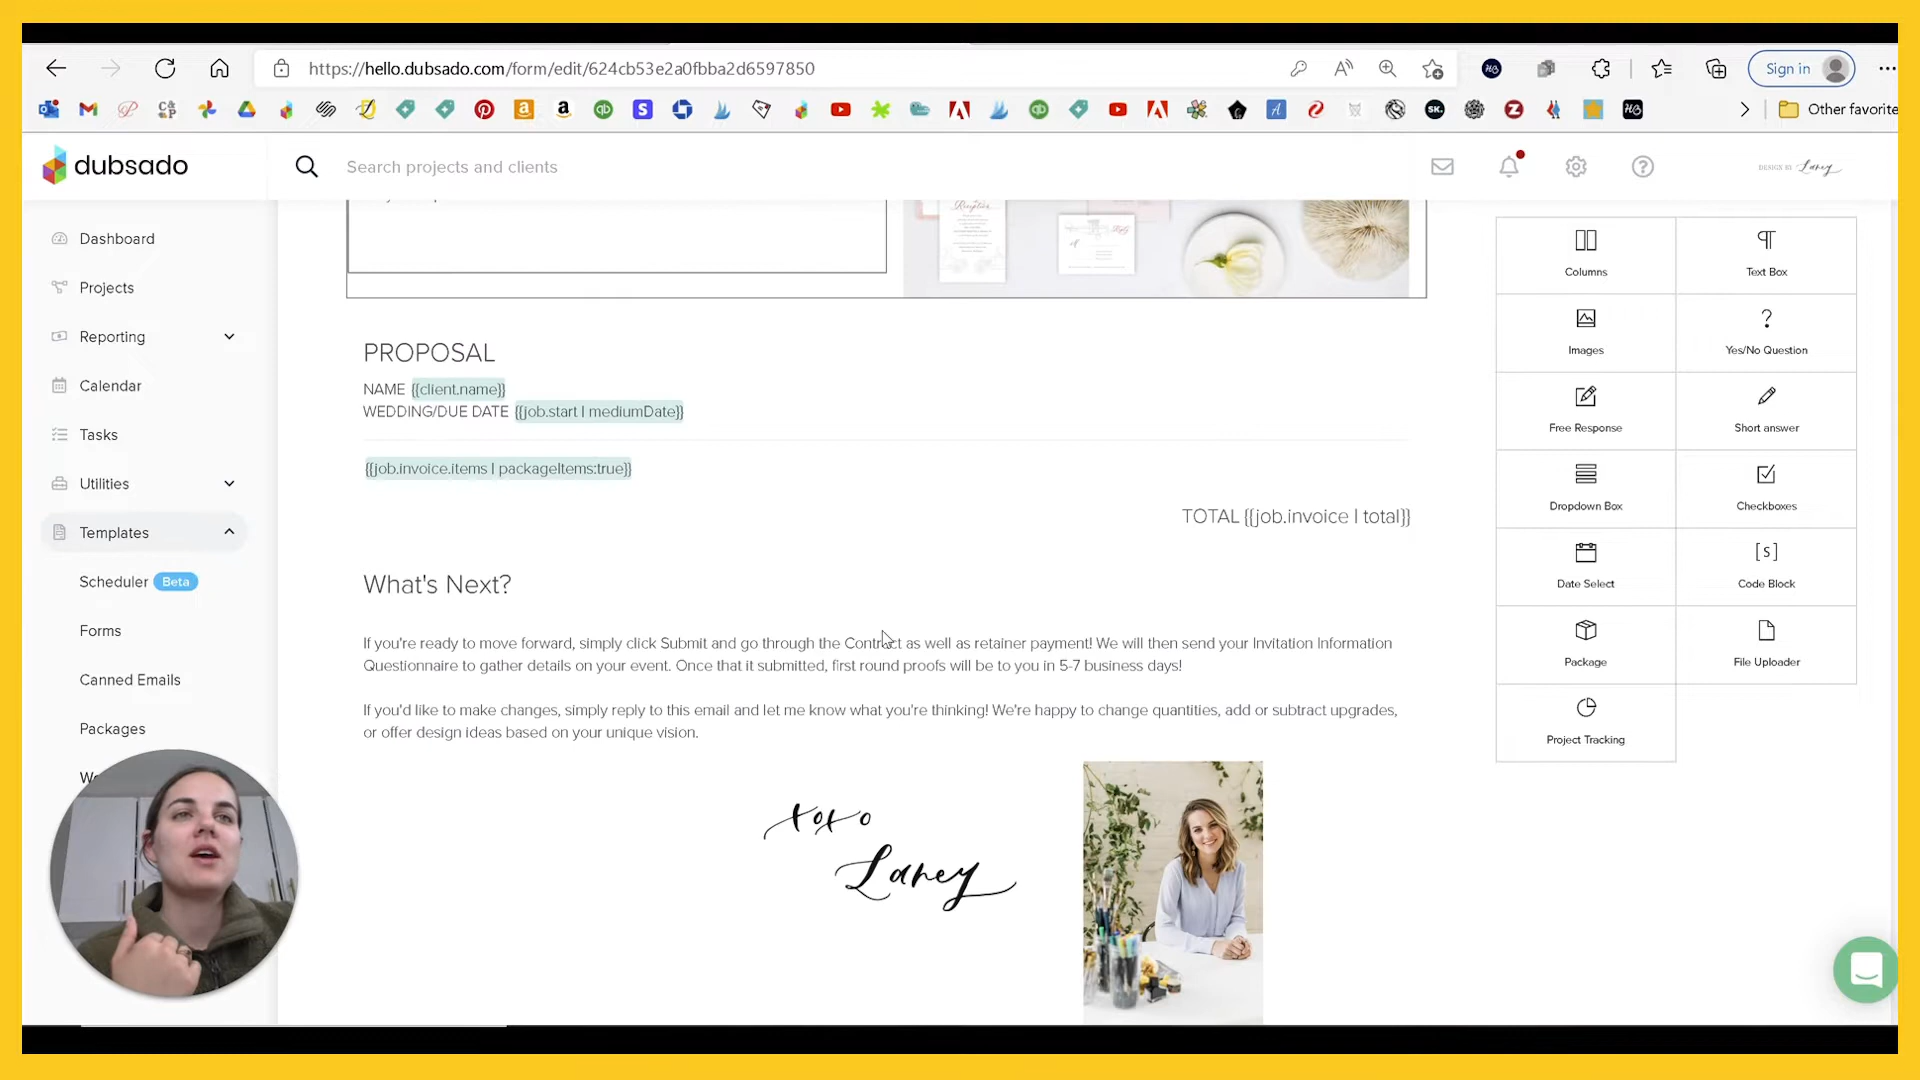 https://hello.dubsado.com/form/edit/624cb53e2a0fbba2d6597850
Sign in
Other favorite
dubsado
Search projects and clients
DESIGN BY Laney
Dashboard
Projects
Reporting
Calendar
Tasks
Utilities
Templates
Scheduler Beta
Forms
Canned Emails
Packages
Reception
Reply
PROPOSAL
NAME {{client.name}}
WEDDING/DUE DATE {{job.start | mediumDate}}
{{job.invoice.items | packageItems:true}}
TOTAL {{job.invoice | total}}
What's Next?
If you're ready to move forward, simply click Submit and go through the Contract as well as retainer payment! We will then send your Invitation Information
Questionnaire to gather details on your event. Once that it submitted, first round proofs will be to you in 5-7 business days!
If you'd like to make changes, simply reply to this email and let me know what you're thinking! We're happy to change quantities, add or subtract upgrades,
or offer design ideas based on your unique vision.
xoxo
Laney
Columns
Text Box
Images
Yes/No Question
Free Response
Short answer
Dropdown Box
Checkboxes
Date Select
[s]
Code Block
Package
File Uploader
Project Tracking